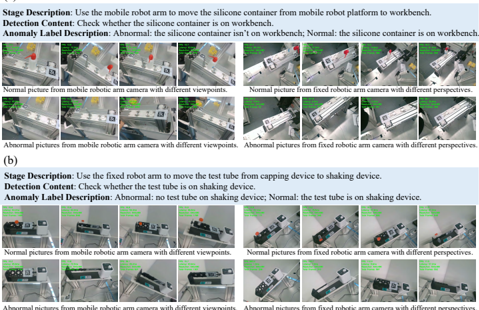 Stage Description: Use the mobile robot arm to move the silicone container from mobile robot platform to workbench.
Detection Content: Check whether the silicone container is on workbench.
Anomaly Label Description: Abnormal: the silicone container isn't on workbench; Normal: the silicone container is on workbench.
Normal picture from mobile robotic arm camera with different viewpoints.
Normal picture from fixed robotic arm camera with different perspectives.
Abnormal pictures from mobile robotic arm camera with different viewpoints.
Abnormal pictures from fixed robotic arm camera with different perspectives.
(b)
Stage Description: Use the fixed robot arm to move the test tube from capping device to shaking device.
Detection Content: Check whether the test tube is on shaking device.
Anomaly Label Description: Abnormal: no test tube on shaking device; Normal: the test tube is on shaking device.
Normal pictures from mobile robotic arm camera with different viewpoints.
Normal pictures from fixed robotic arm camera with different perspectives.
Abnormal pictures from mobile robotic arm camera with different viewpoints.
Abnormal pictures from fixed robotic arm camera with different perspectives.